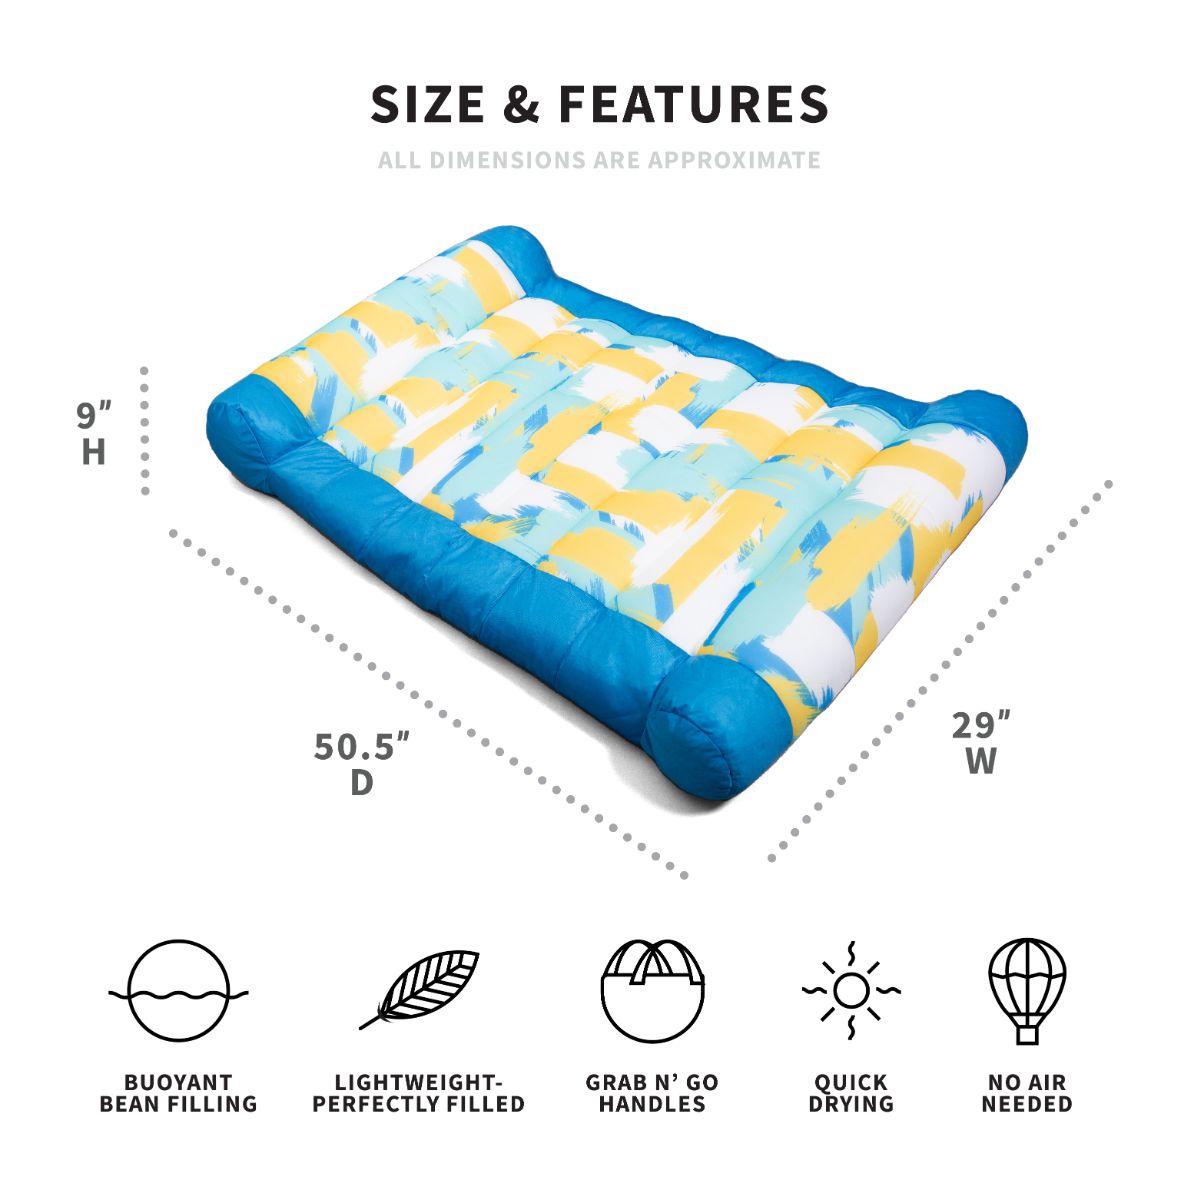 SIZE & FEATURES
ALL DIMENSIONS ARE APPROXIMATE
9″
H
50.5″
D
29″
W
BUOYANT
BEAN FILLING
LIGHTWEIGHT-
PERFECTLY FILLED
GRAB N’ GO
HANDLES
QUICK
DRYING
NO AIR
NEEDED